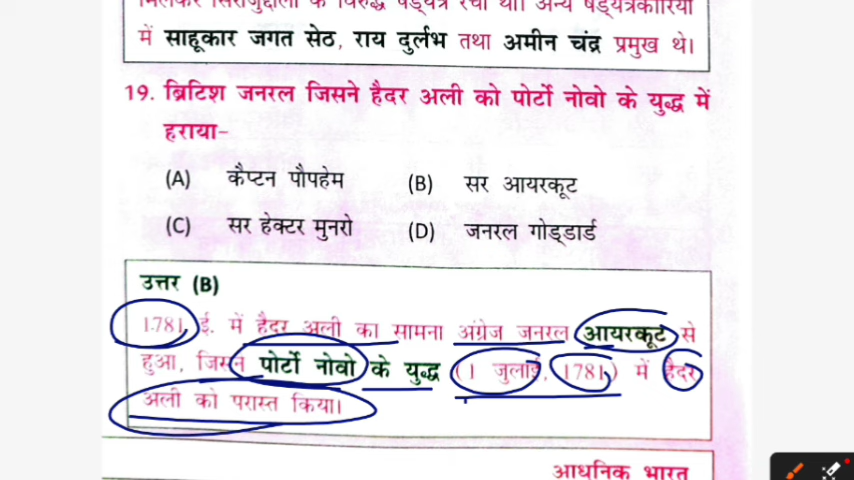 मिलकर सिराजुद्दौला के विरुद्ध षड्यंत्र रचा था। अन्य षड्यंत्रकारियों
में साहूकार जगत सेठ, राय दुर्लभ तथा अमीन चंद्र प्रमुख थे।
19. ब्रिटिश जनरल जिसने हैदर अली को पोर्टो नोवो के युद्ध में
हराया-
(A) कैप्टन पौपहेम (B) सर आयरकूट
(C) सर हेक्टर मुनरो (D) जनरल गोड्डार्ड
उत्तर (B)
1781 ई. में हैदर अली का सामना अंग्रेज जनरल आयरकूट से
हुआ, जिसने पोर्टो नोवो के युद्ध (1 जुलाई, 1781) में हैदर
अली को परास्त किया।
आधुनिक भारत